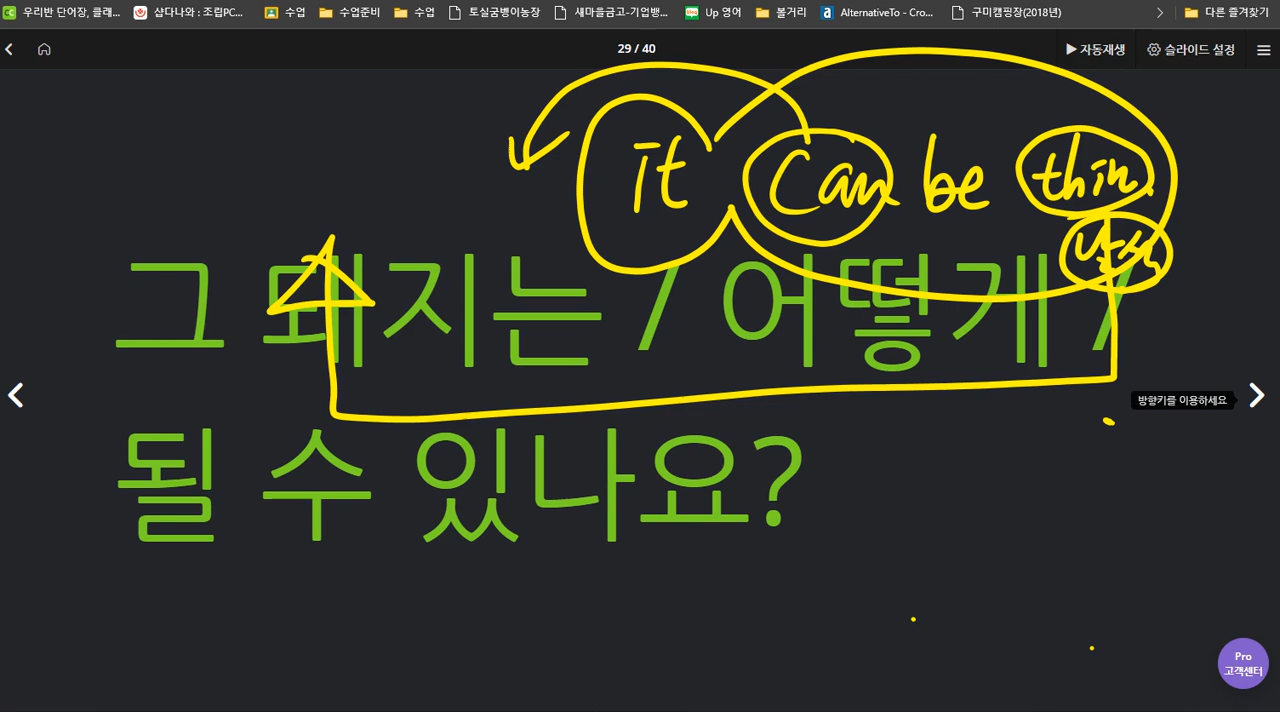 우리반 단어장, 클래... 샵다나와 : 조립PC... 수업 수업준비 수업 토실굼벵이농장 새마을금고-기업뱅... Up 영어 볼거리 AlternativeTo - Cro... 구미캠핑장(2018년) 다른 즐겨찾기
29 / 40 자동재생 슬라이드 설정
It can be thin
그 돼지는 / 어떻게 /
방향키를 이용하세요
될 수 있나요?
Pro
고객센터